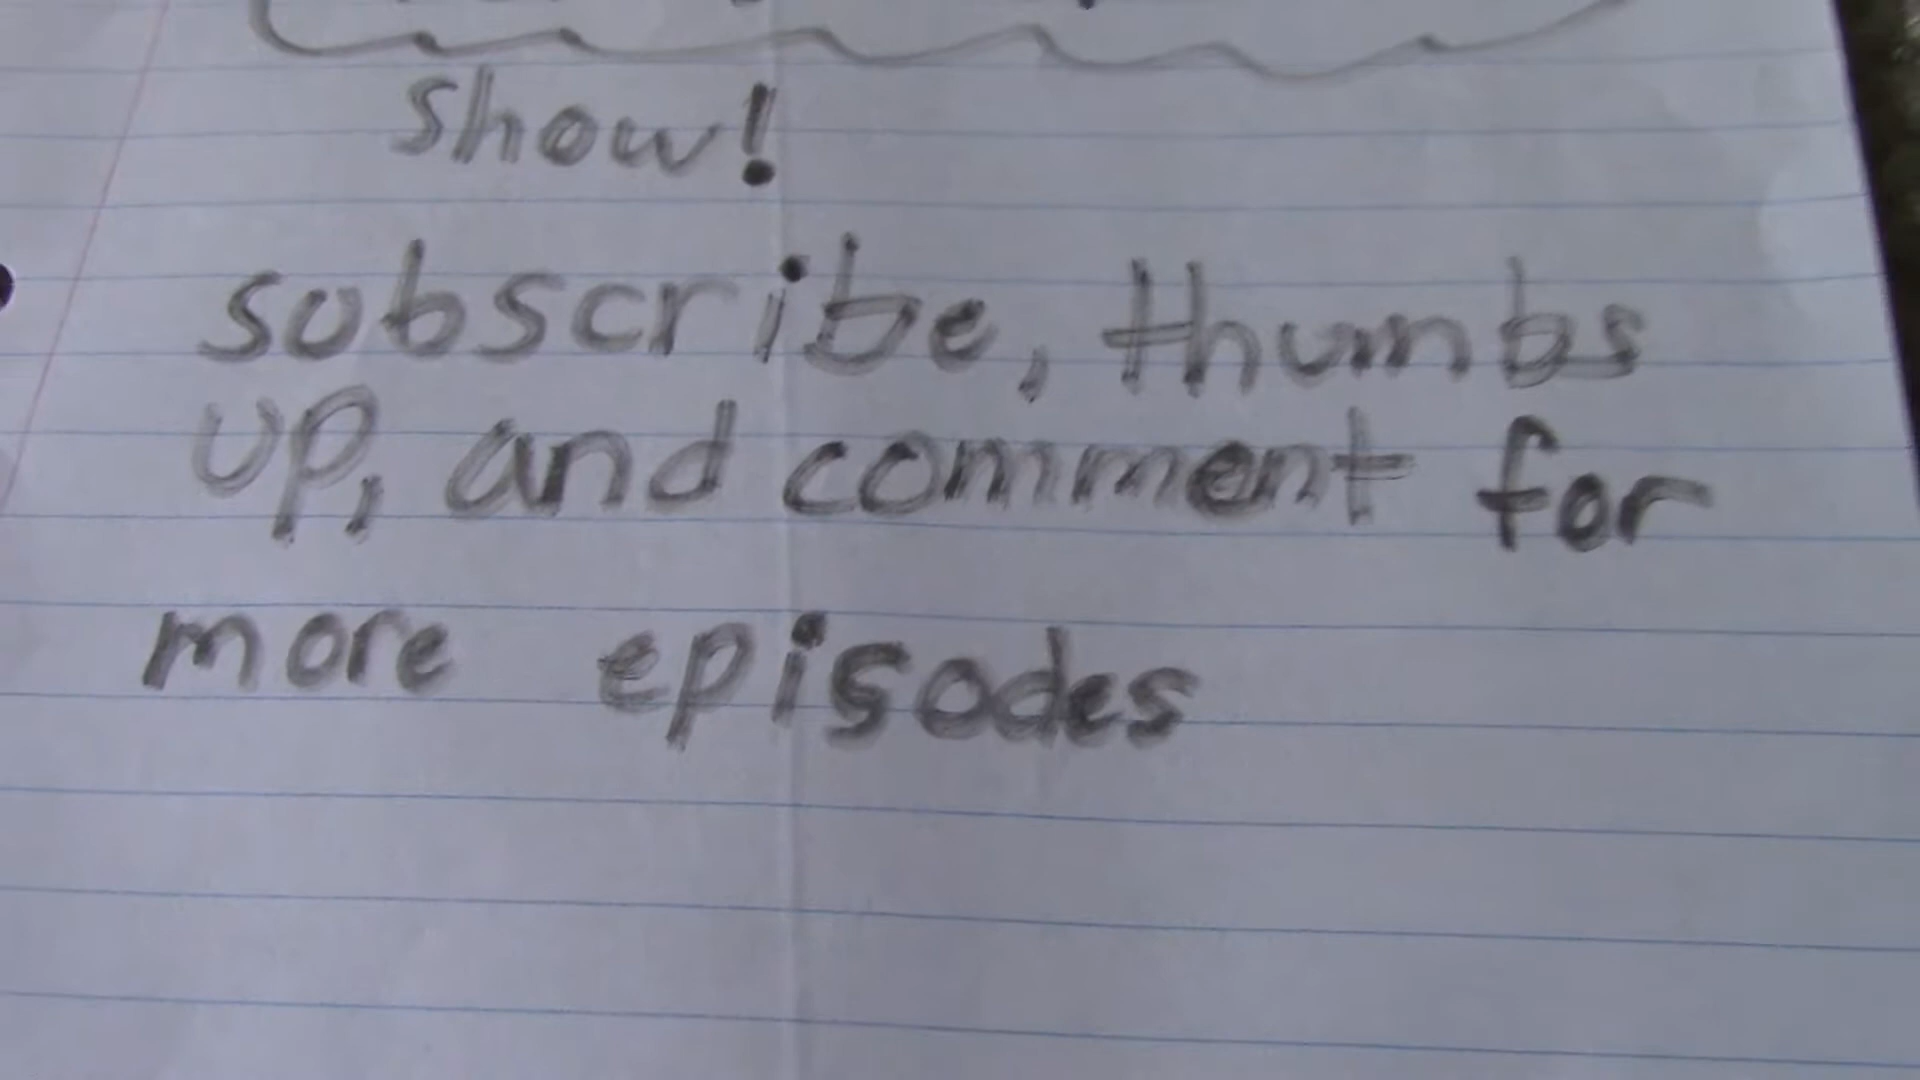 show!
subscribe, thumbs
up, and comment for
more episodes